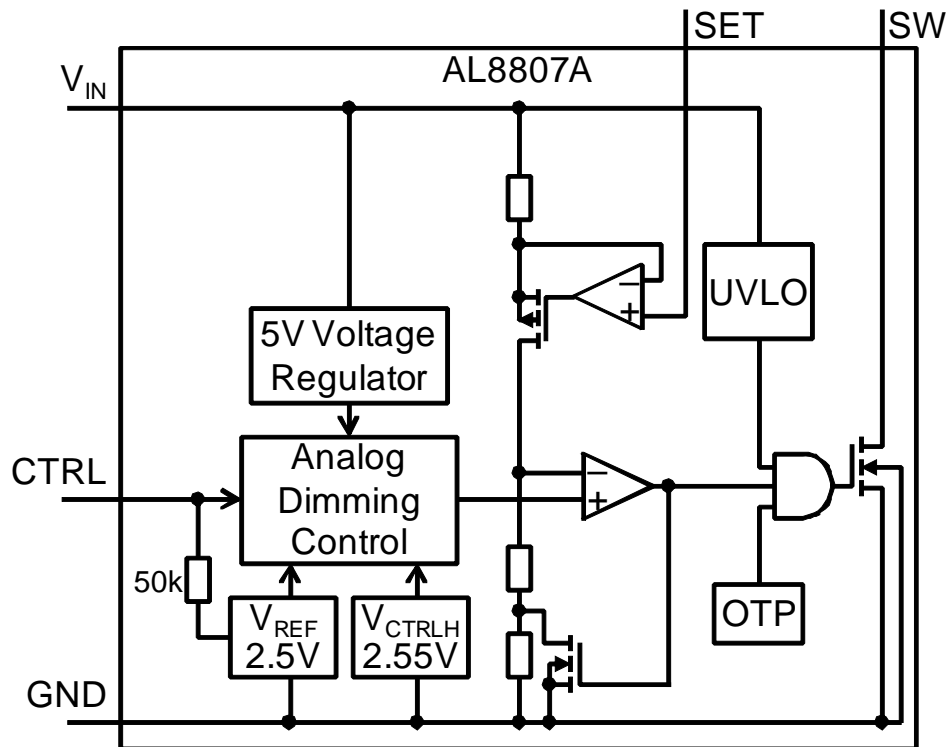 SET
SW
AL8807A
VIN
5V Voltage
Regulator
−
+
UVLO
CTRL
Analog
Dimming
Control
−
+
50k
VREF
2.5V
VCTRLH
2.55V
OTP
GND